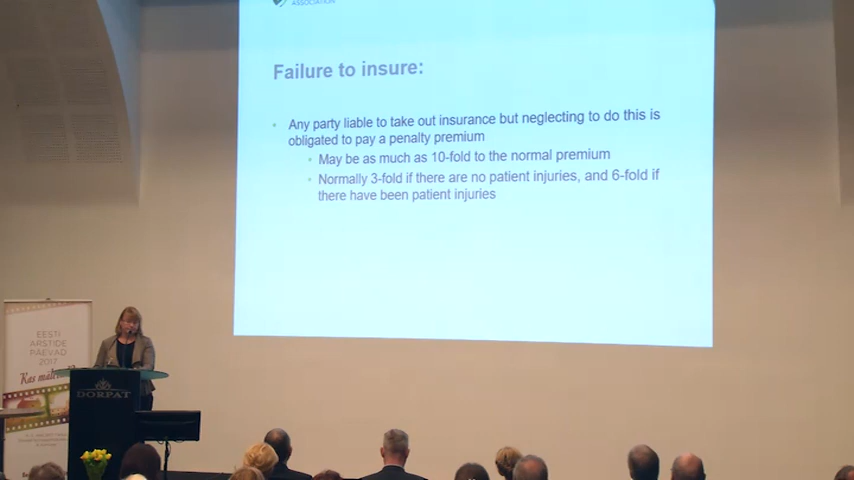 ASSOCIATION
Failure to insure:
• Any party liable to take out insurance but neglecting to do this is
obligated to pay a penalty premium
• May be as much as 10-fold to the normal premium
• Normally 3-fold if there are no patient injuries, and 6-fold if
there have been patient injuries
EESTI
ARSTIDE
PÄEVAD
2017
Kas
DORPAT